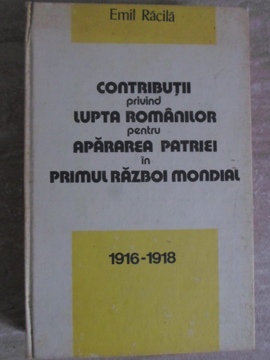 Emil Răcilă
CONTRIBUȚII
privind
LUPTA ROMÂNILOR
pentru
APĂRAREA PATRIEI
în
PRIMUL RĂZBOI MONDIAL
1916-1918